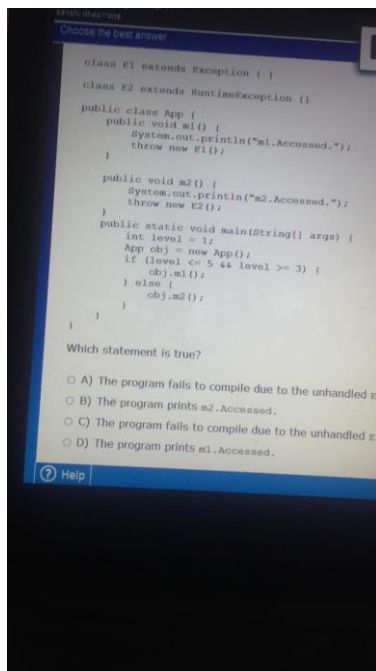 Choose the best answer.
class E1 extends Exception { }
class E2 extends RuntimeException {}
public class App {
public void m1() {
System.out.println("m1.Accessed.");
throw new E1();
}
public void m2() {
System.out.println("m2.Accessed.");
throw new E2();
}
public static void main(String[] args) {
int level = 1;
App obj = new App();
if (level <= 5 && level >= 3) {
obj.m1();
} else {
obj.m2();
}
}
}
Which statement is true?
A) The program fails to compile due to the unhandled
B) The program prints m2.Accessed.
C) The program fails to compile due to the unhandled
D) The program prints m1.Accessed.
? Help